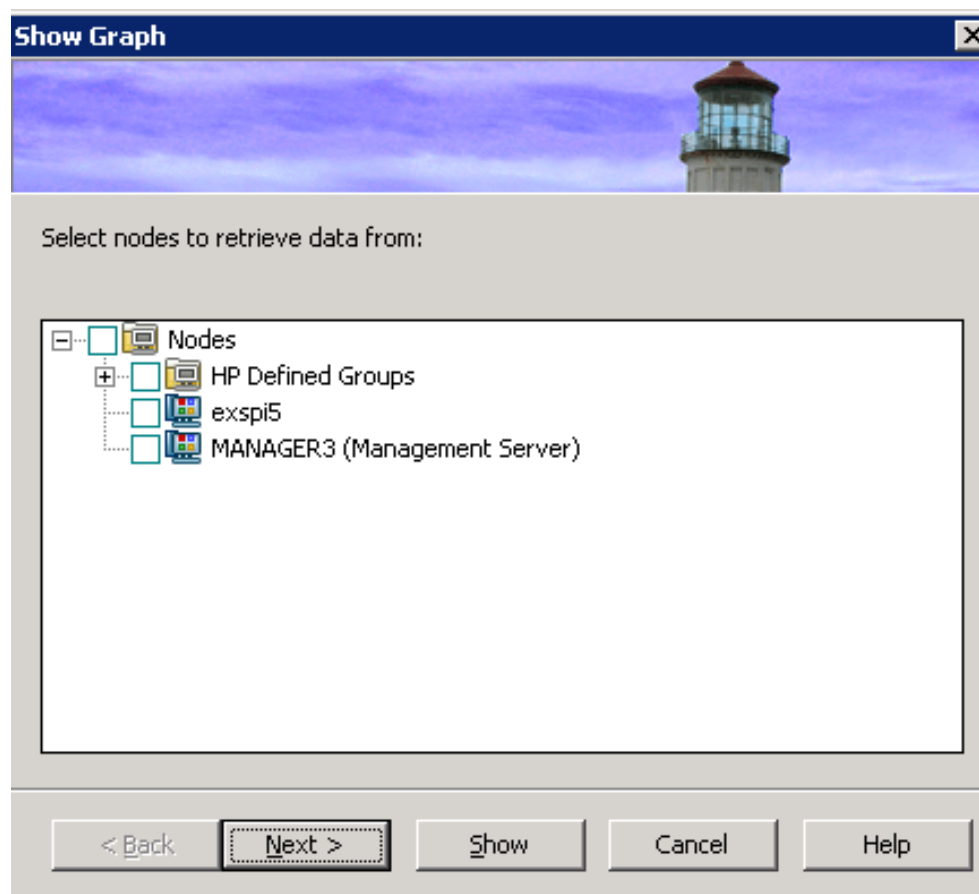 Show Graph
Select nodes to retrieve data from:
Nodes
HP Defined Groups
exspi5
MANAGER3 (Management Server)
< Back Next > Show Cancel Help